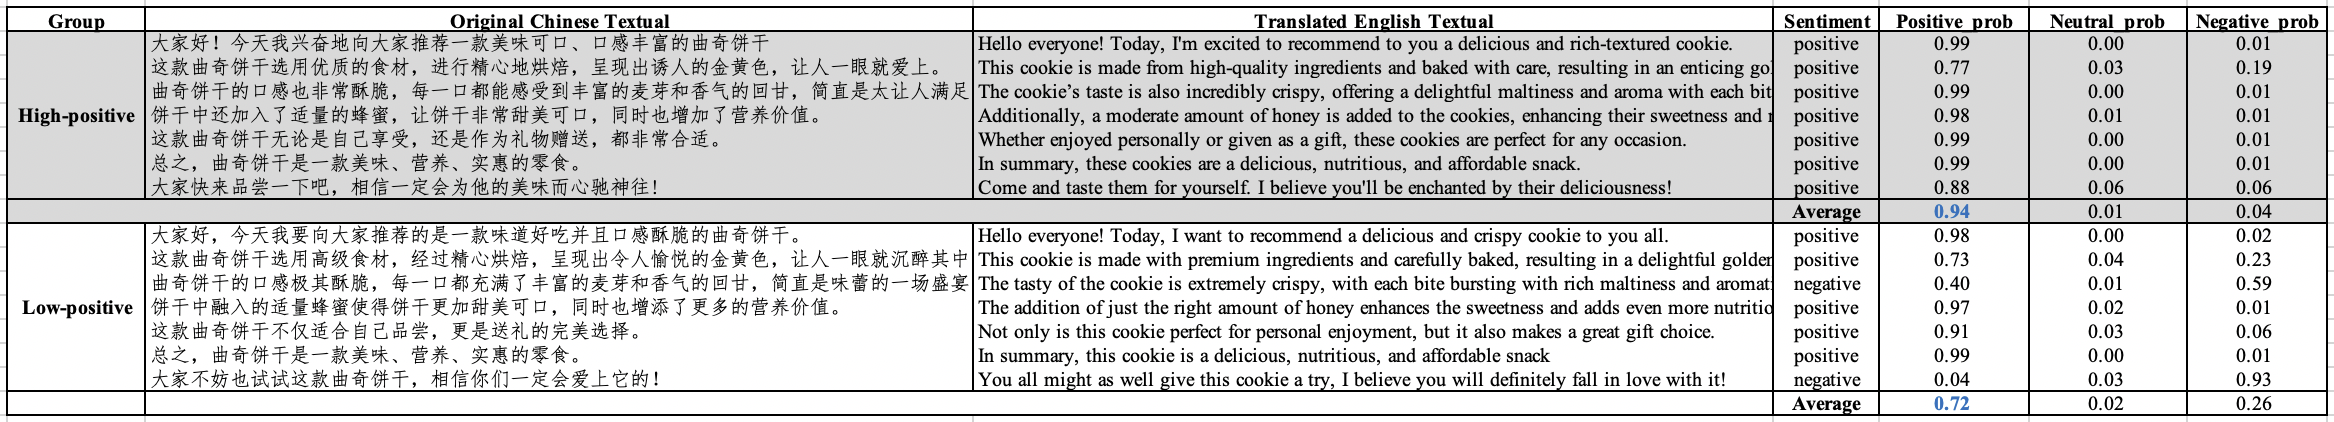 Group Original Chinese Textual Translated English Textual Sentiment Positive_prob Neutral_prob Negative_prob
大家好！今天我兴奋地向大家推荐一款美味可口、口感丰富的曲奇饼干 Hello everyone! Today, I'm excited to recommend to you a delicious and rich-textured cookie. positive 0.99 0.00 0.01
这款曲奇饼干选用优质的食材，进行精心地烘焙，呈现出诱人的金黄色，让人一眼就爱上。 This cookie is made from high-quality ingredients and baked with care, resulting in an enticing gol positive 0.77 0.03 0.19
曲奇饼干的口感也非常酥脆，每一口都能感受到丰富的麦芽和香气的回甘，简直是太让人满足 The cookie’s taste is also incredibly crispy, offering a delightful maltiness and aroma with each bit positive 0.99 0.00 0.01
High-positive 饼干中还加入了适量的蜂蜜，让饼干非常甜美可口，同时也增加了营养价值。 Additionally, a moderate amount of honey is added to the cookies, enhancing their sweetness and positive 0.98 0.01 0.01
这款曲奇饼干无论是自己享受，还是作为礼物赠送，都非常合适。 Whether enjoyed personally or given as a gift, these cookies are perfect for any occasion. positive 0.99 0.00 0.01
总之，曲奇饼干是一款美味、营养、实惠的零食。 In summary, these cookies are a delicious, nutritious, and affordable snack. positive 0.99 0.00 0.01
大家快来品尝一下吧，相信一定会为他的美味而心驰神往！ Come and taste them for yourself. I believe you'll be enchanted by their deliciousness! positive 0.88 0.06 0.06
Average 0.94 0.01 0.04
大家好，今天我要向大家推荐的是一款味道好吃并且口感酥脆的曲奇饼干。 Hello everyone! Today, I want to recommend a delicious and crispy cookie to you all. positive 0.98 0.00 0.02
这款曲奇饼干选用高级食材，经过精心烘焙，呈现出令人愉悦的金黄色，让人一眼就沉醉其中 This cookie is made with premium ingredients and carefully baked, resulting in a delightful golden positive 0.73 0.04 0.23
曲奇饼干的口感极其酥脆，每一口都充满了丰富的麦芽和香气的回甘，简直是味蕾的一场盛宴 The tasty of the cookie is extremely crispy, with each bite bursting with rich maltiness and aromat negative 0.40 0.01 0.59
Low-positive 饼干中融入的适量蜂蜜使得饼干更加甜美可口，同时也增添了更多的营养价值。 The addition of just the right amount of honey enhances the sweetness and adds even more nutritio positive 0.97 0.02 0.01
这款曲奇饼干不仅适合自己品尝，更是送礼的完美选择。 Not only is this cookie perfect for personal enjoyment, but it also makes a great gift choice. positive 0.91 0.03 0.06
总之，曲奇饼干是一款美味、营养、实惠的零食。 In summary, this cookie is a delicious, nutritious, and affordable snack positive 0.99 0.00 0.01
大家不妨也试试这款曲奇饼干，相信你们一定会爱上它的！ You all might as well give this cookie a try, I believe you will definitely fall in love with it! negative 0.04 0.03 0.93
Average 0.72 0.02 0.26